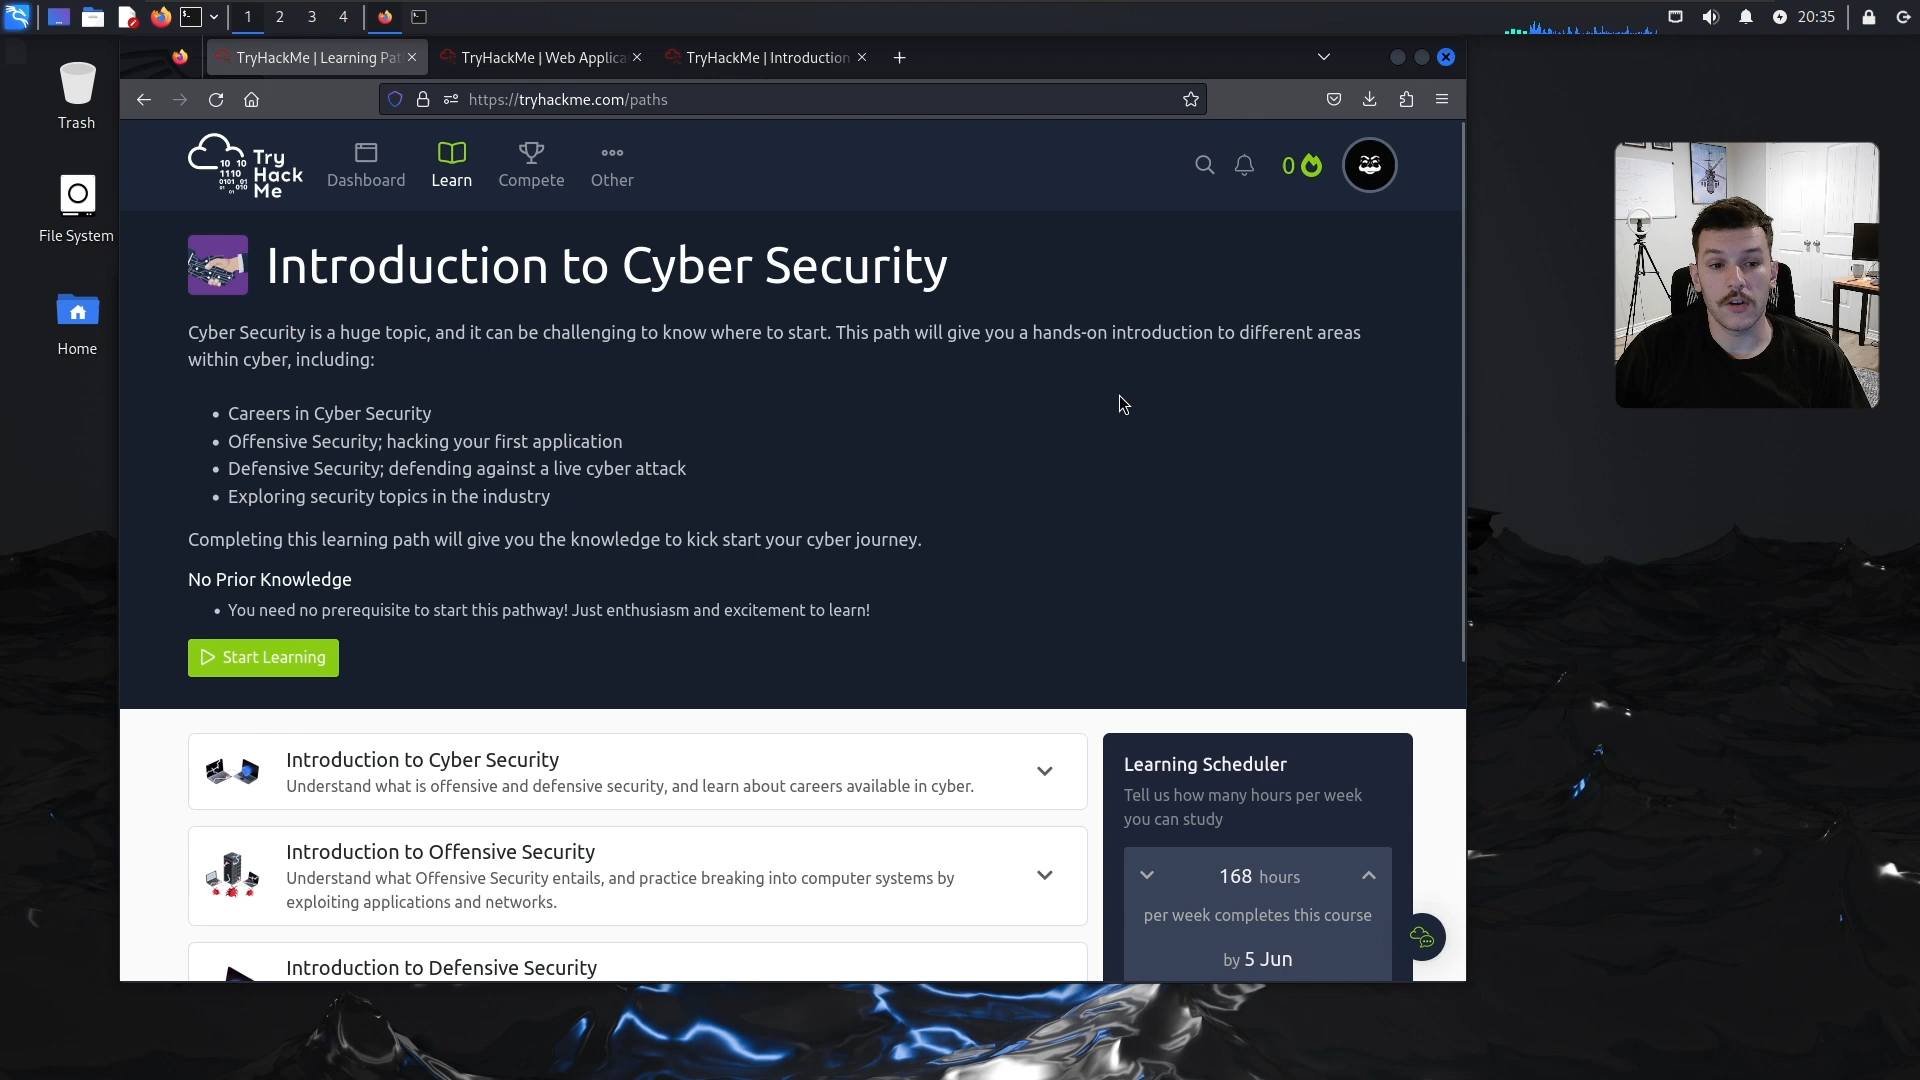 1 2 3 4
20:35
Trash
File System
Home
TryHackMe | Learning Pat
TryHackMe | Web Applica
TryHackMe | Introduction
https://tryhackme.com/paths
Try
Hack
Me
10 10
1110
0101 01
01 010
Dashboard
Learn
Compete
Other
0
Introduction to Cyber Security
Cyber Security is a huge topic, and it can be challenging to know where to start. This path will give you a hands-on introduction to different areas
within cyber, including:
• Careers in Cyber Security
• Offensive Security; hacking your first application
• Defensive Security; defending against a live cyber attack
• Exploring security topics in the industry
Completing this learning path will give you the knowledge to kick start your cyber journey.
No Prior Knowledge
• You need no prerequisite to start this pathway! Just enthusiasm and excitement to learn!
Start Learning
Introduction to Cyber Security
Understand what is offensive and defensive security, and learn about careers available in cyber.
Introduction to Offensive Security
Understand what Offensive Security entails, and practice breaking into computer systems by
exploiting applications and networks.
Introduction to Defensive Security
Learning Scheduler
Tell us how many hours per week
you can study
168 hours
per week completes this course
by 5 Jun